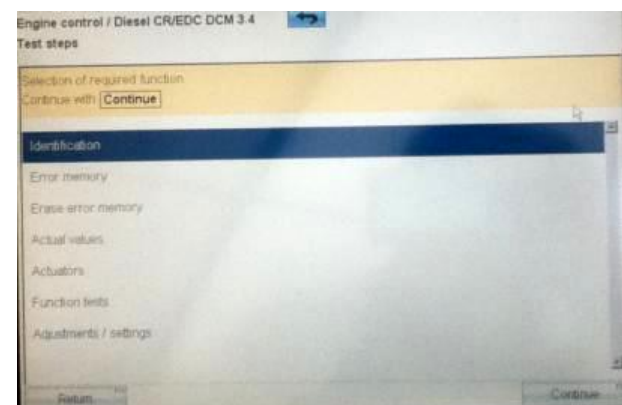 Engine control / Diesel CR/EDC DCM 3.4
Test steps
Selection of required function
Continue with Continue
Identification
Error memory
Erase error memory
Actual values
Actuators
Function tests
Adjustments / settings
Return
Continue